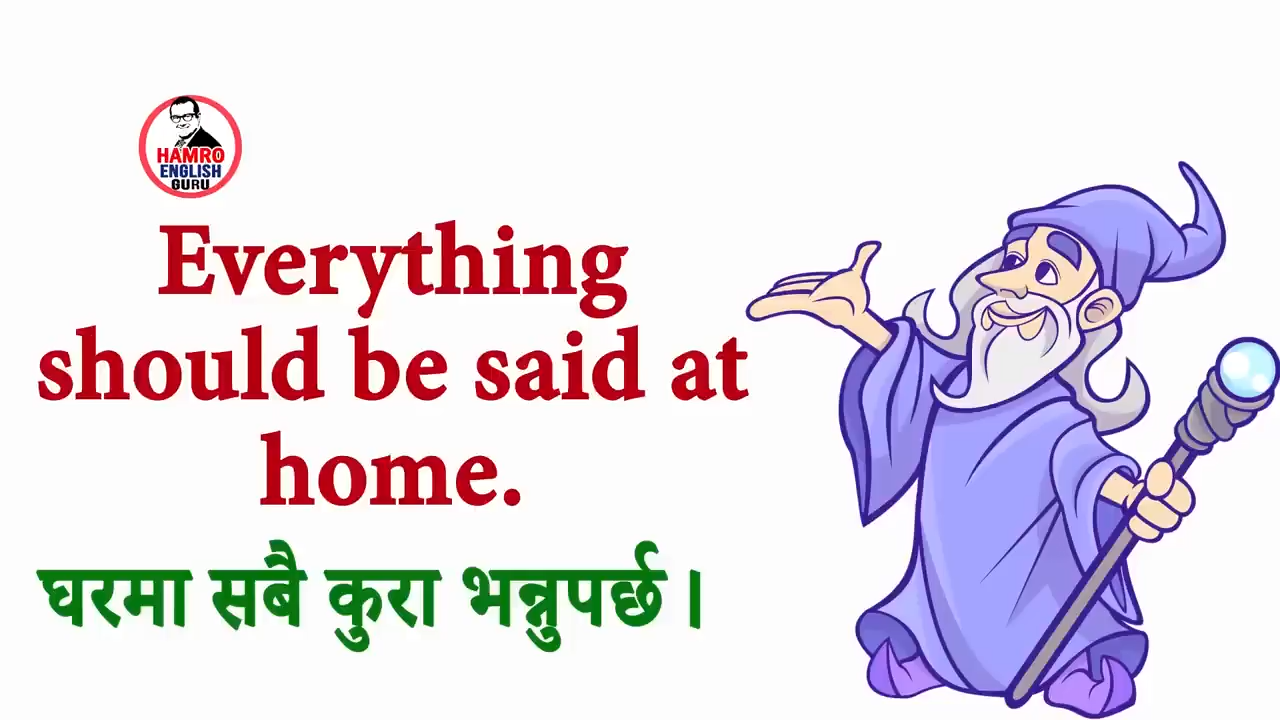 HAMRO
ENGLISH
GURU
Everything
should be said at
home.
घरमा सबै कुरा भन्नुपर्छ।